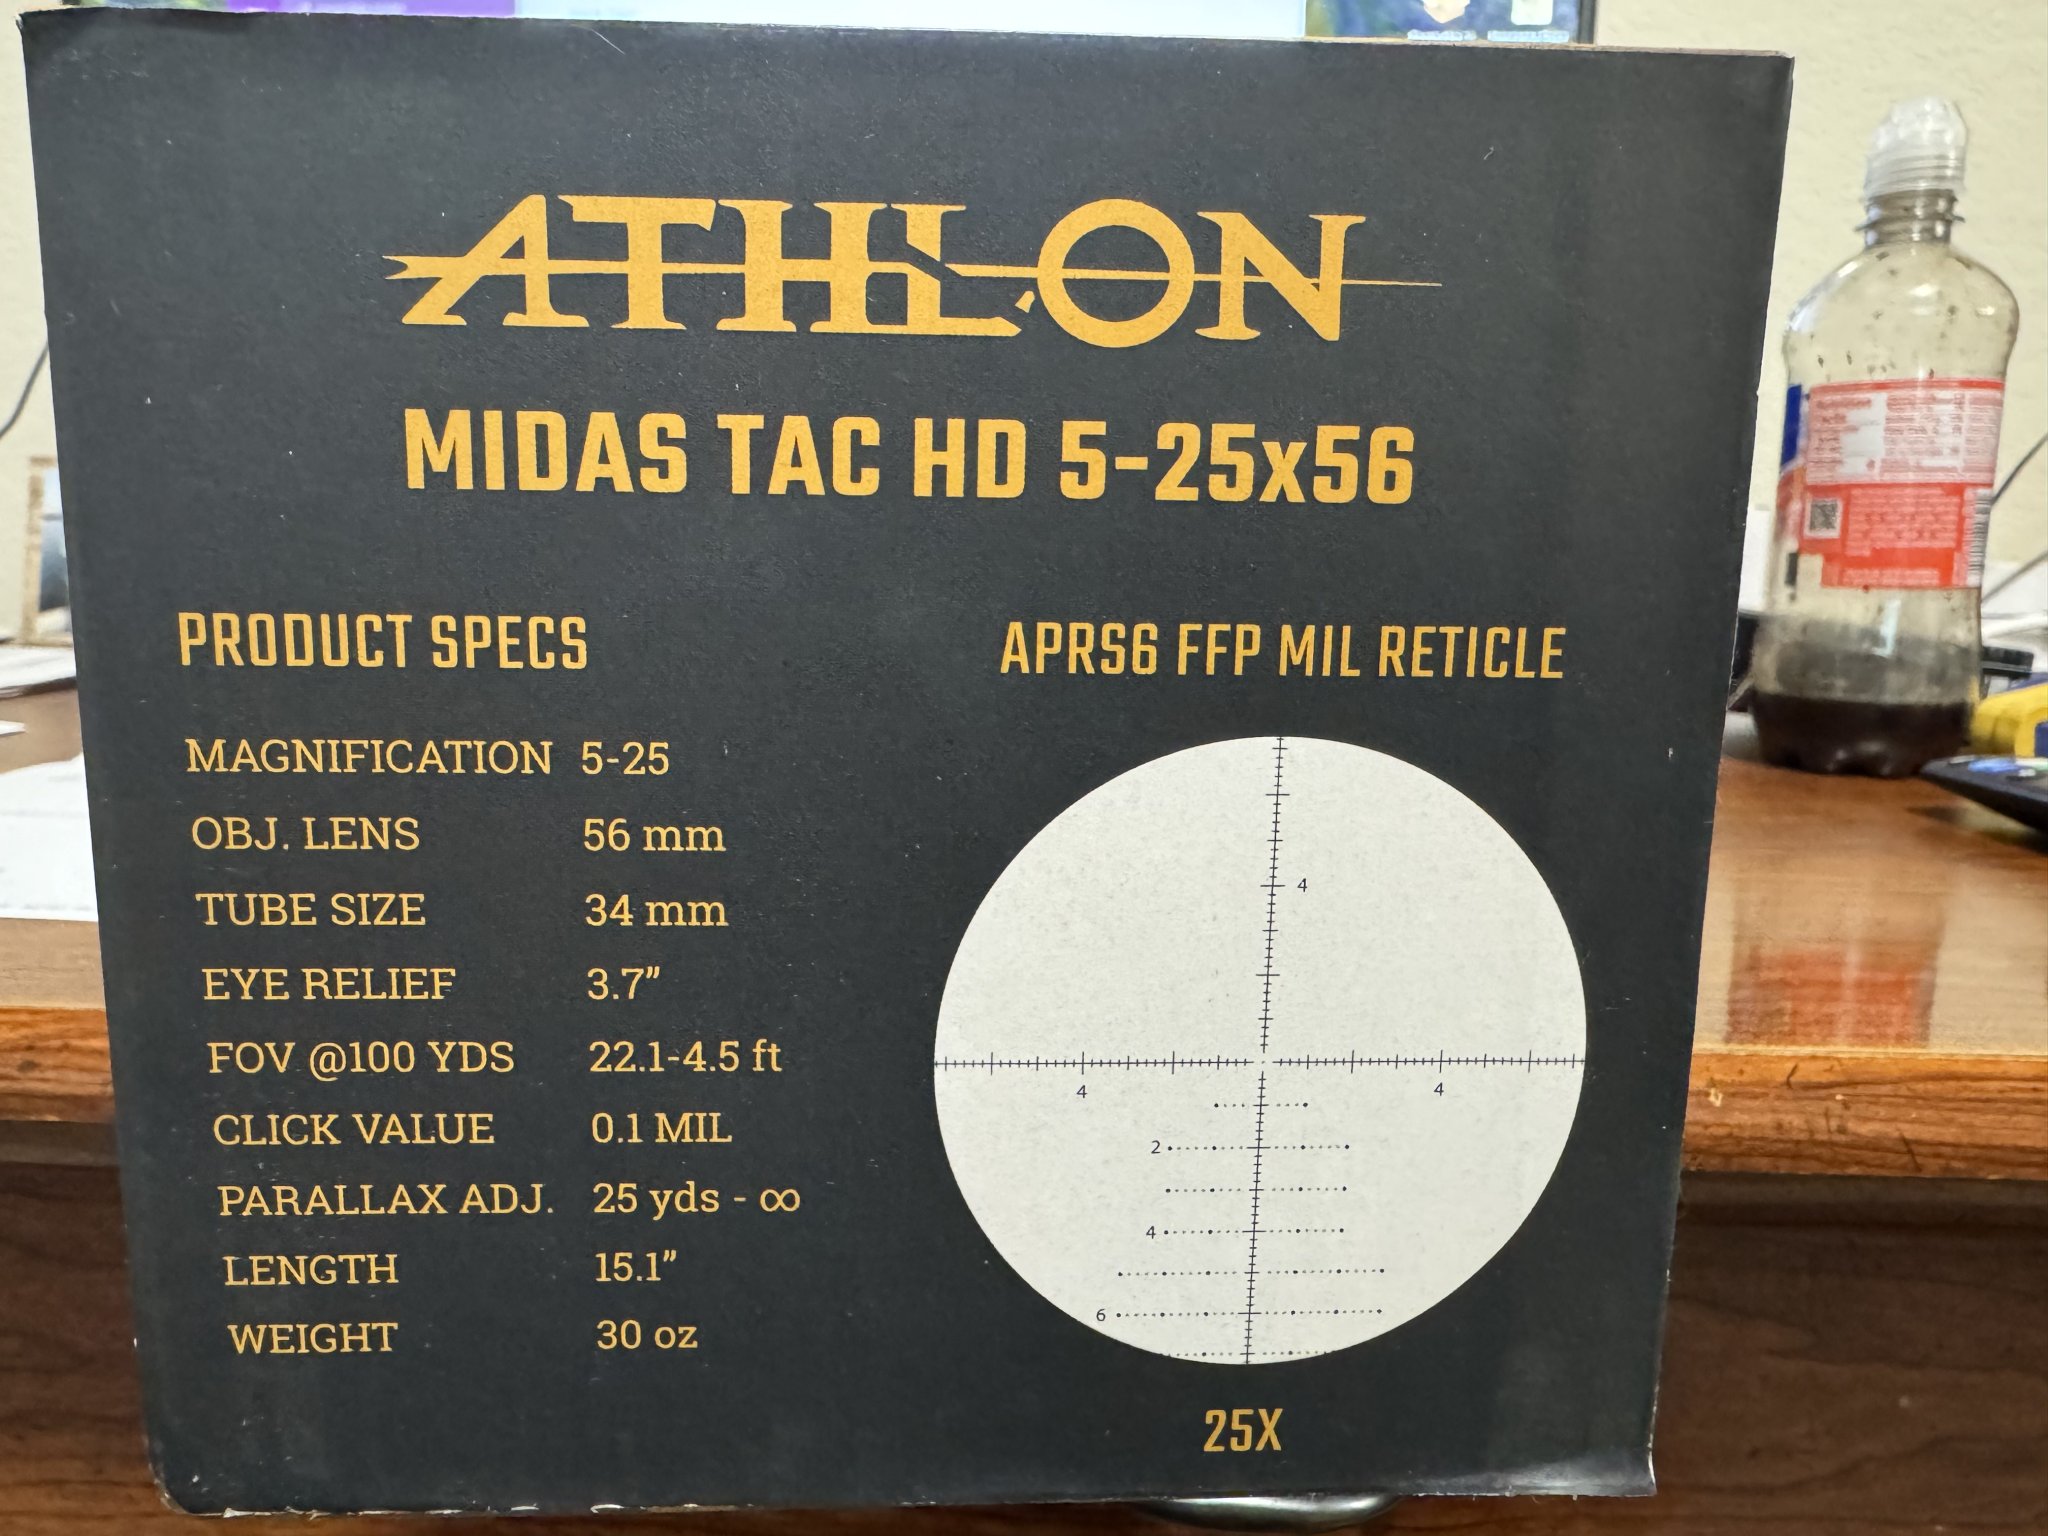 ATHLON
MIDAS TAC HD 5-25x56
PRODUCT SPECS
MAGNIFICATION 5-25
OBJ. LENS 56 mm
TUBE SIZE 34 mm
EYE RELIEF 3.7"
FOV @100 YDS 22.1-4.5 ft
CLICK VALUE 0.1 MIL
PARALLAX ADJ. 25 yds - ∞
LENGTH 15.1"
WEIGHT 30 oz
APRS6 FFP MIL RETICLE
4
4 4
2
4
6
25X